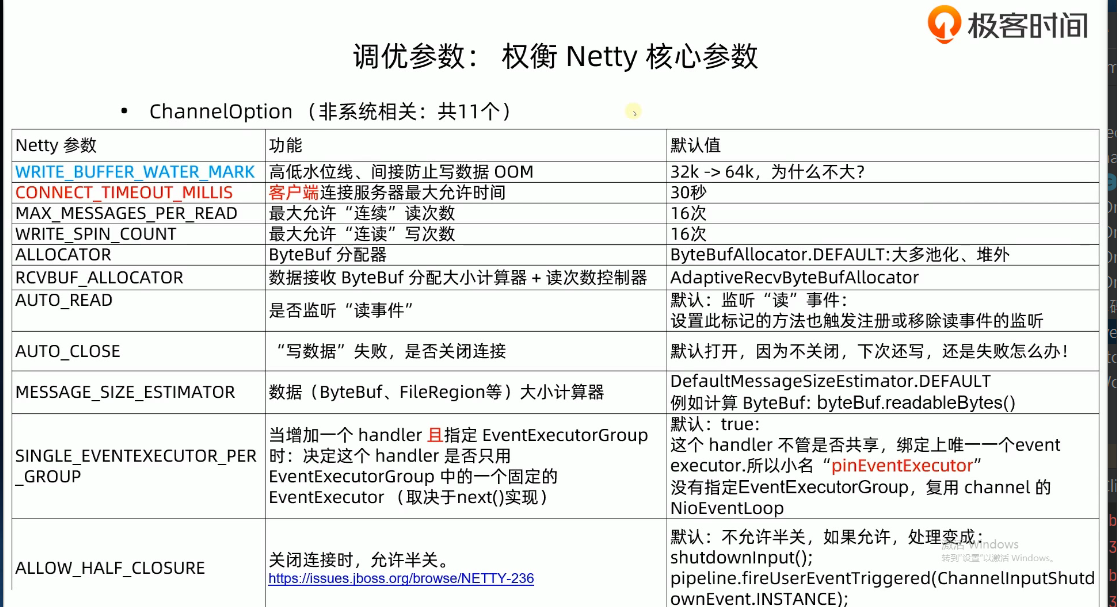 极客时间
调优参数： 权衡 Netty 核心参数
• ChannelOption （非系统相关：共11个）
Netty 参数 功能 默认值
WRITE_BUFFER_WATER_MARK 高低水位线、间接防止写数据 OOM 32k -> 64k，为什么不大？
CONNECT_TIMEOUT_MILLIS 客户端连接服务器最大允许时间 30秒
MAX_MESSAGES_PER_READ 最大允许“连续”读次数 16次
WRITE_SPIN_COUNT 最大允许“连读”写次数 16次
ALLOCATOR ByteBuf 分配器 ByteBufAllocator.DEFAULT:大多池化、堆外
RCVBUF_ALLOCATOR 数据接收 ByteBuf 分配大小计算器 + 读次数控制器 AdaptiveRecvByteBufAllocator
AUTO_READ
是否监听“读事件”
默认：监听“读”事件：
设置此标记的方法也触发注册或移除读事件的监听
AUTO_CLOSE “写数据”失败，是否关闭连接 默认打开，因为不关闭，下次还写，还是失败怎么办！
MESSAGE_SIZE_ESTIMATOR 数据（ByteBuf、FileRegion等）大小计算器
DefaultMessageSizeEstimator.DEFAULT
例如计算 ByteBuf: byteBuf.readableBytes()
SINGLE_EVENTEXECUTOR_PER
_GROUP
当增加一个 handler 且指定 EventExecutorGroup
时：决定这个 handler 是否只用
EventExecutorGroup 中的一个固定的
EventExecutor （取决于next()实现）
默认：true：
这个 handler 不管是否共享，绑定上唯一一个event
executor.所以小名“pinEventExecutor”
没有指定EventExecutorGroup，复用 channel 的
NioEventLoop
ALLOW_HALF_CLOSURE
关闭连接时，允许半关。
https://issues.jboss.org/browse/NETTY-236
默认：不允许半关，如果允许，处理变成：
shutdownInput();
pipeline.fireUserEventTriggered(ChannelInputShutd
ownEvent.INSTANCE);
激活 Windows
转到“设置”以激活 Windows。